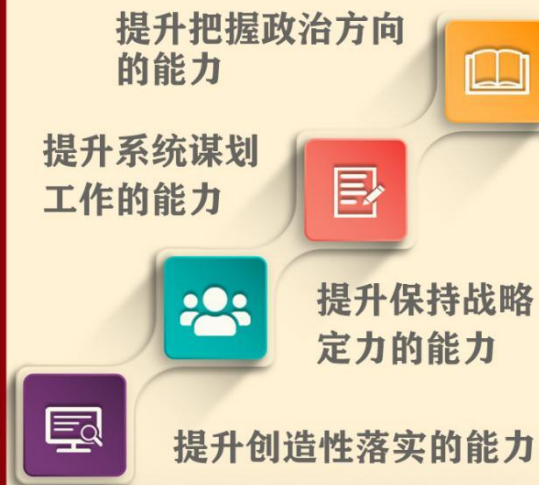 提升把握政治方向
的能力
提升系统谋划
工作的能力
提升保持战略
定力的能力
提升创造性落实的能力